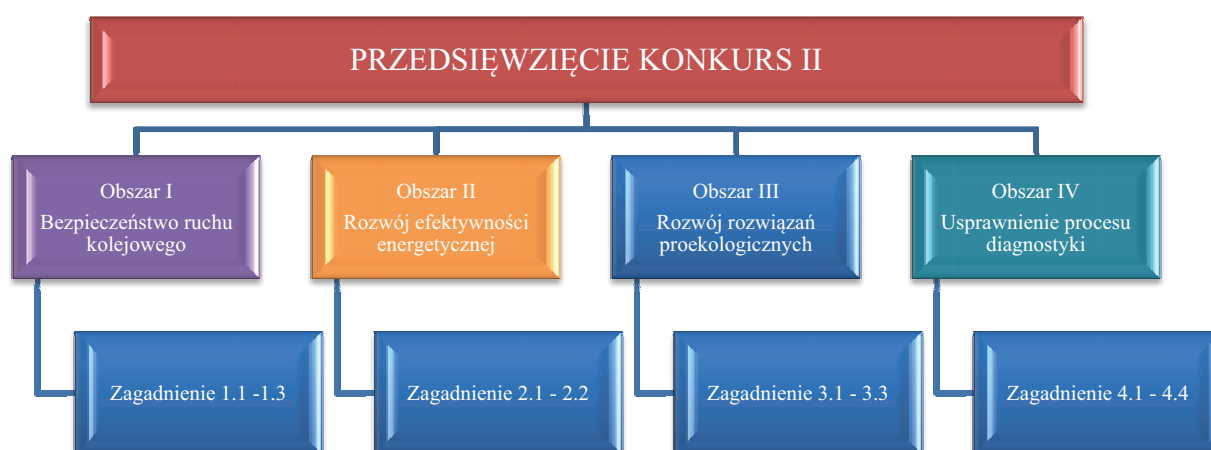 PRZEDSIĘWZIĘCIE KONKURS II
Obszar I
Bezpieczeństwo ruchu
kolejowego
Obszar II
Rozwój efektywności
energetycznej
Obszar III
Rozwój rozwiązań
proekologicznych
Obszar IV
Usprawnienie procesu
diagnostyki
Zagadnienie 1.1 -1.3
Zagadnienie 2.1 - 2.2
Zagadnienie 3.1 - 3.3
Zagadnienie 4.1 - 4.4